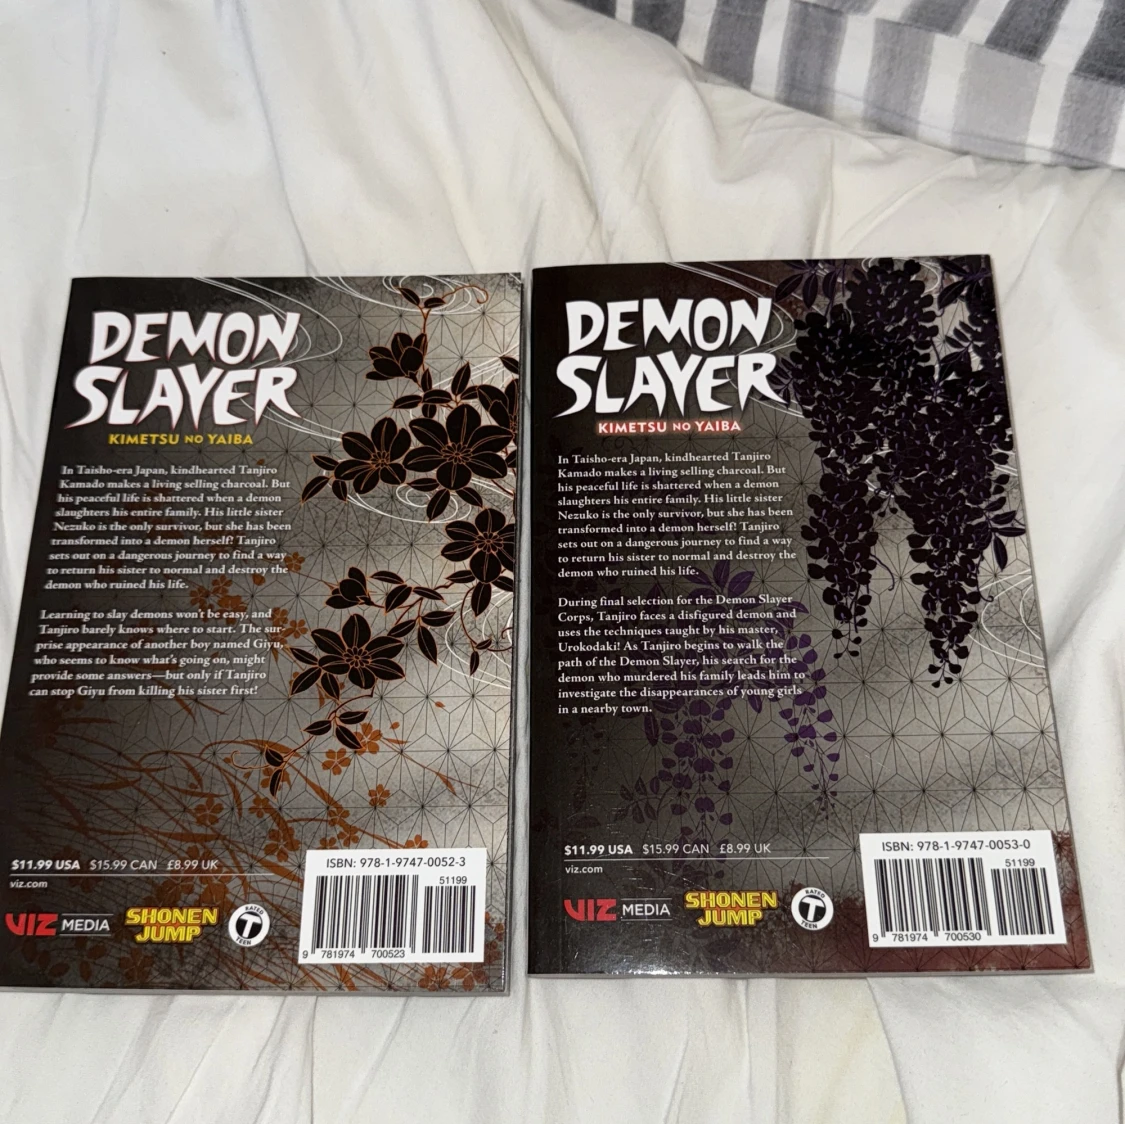 DEMON
SLAYER
KIMETSU NO YAIBA
In Taisho-era Japan, kindhearted Tanjiro
Kamado makes a living selling charcoal. But
his peaceful life is shattered when a demon
slaughters his entire family. His little sister
Nezuko is the only survivor, but she has been
transformed into a demon herself! Tanjiro
sets out on a dangerous journey to find a way
to return his sister to normal and destroy the
demon who ruined his life.
Learning to slay demons won't be easy, and
Tanjiro barely knows where to start. The sur-
prise appearance of another boy named Giyu,
who seems to know what's going on, might
provide some answers—but only if Tanjiro
can stop Giyu from killing his sister first!
$11.99 USA $15.99 CAN £8.99 UK
viz.com
VIZ MEDIA
SHONEN
JUMP
RATED
T
TEEN
ISBN: 978-1-9747-0052-3
51199
9 781974 700523
DEMON
SLAYER
KIMETSU NO YAIBA
In Taisho-era Japan, kindhearted Tanjiro
Kamado makes a living selling charcoal. But
his peaceful life is shattered when a demon
slaughters his entire family. His little sister
Nezuko is the only survivor, but she has been
transformed into a demon herself! Tanjiro
sets out on a dangerous journey to find a way
to return his sister to normal and destroy the
demon who ruined his life.
During final selection for the Demon Slayer
Corps, Tanjiro faces a disfigured demon and
uses the techniques taught by his master,
Urokodaki! As Tanjiro begins to walk the
path of the Demon Slayer, his search for the
demon who murdered his family leads him to
investigate the disappearances of young girls
in a nearby town.
$11.99 USA $15.99 CAN £8.99 UK
viz.com
VIZ MEDIA
SHONEN
JUMP
RATED
T
TEEN
ISBN: 978-1-9747-0053-0
51199
9 781974 700530